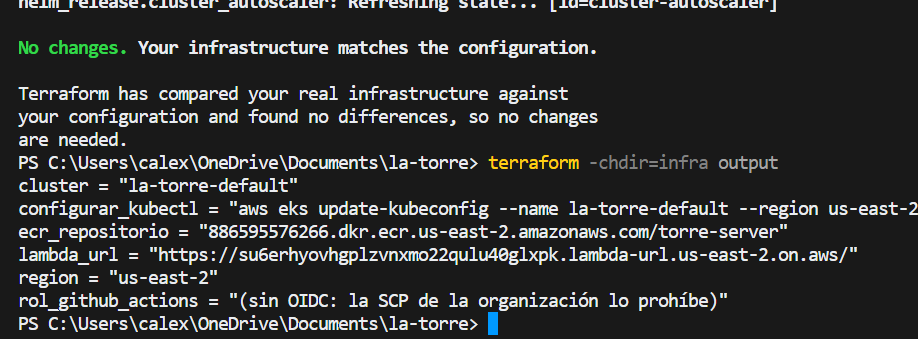 helm_release.cluster_autoscaler: Refreshing state... [id=cluster-autoscaler]
No changes. Your infrastructure matches the configuration.
Terraform has compared your real infrastructure against
your configuration and found no differences, so no changes
are needed.
PS C:\Users\calex\OneDrive\Documents\la-torre> terraform -chdir=infra output
cluster = "la-torre-default"
configurar_kubectl = "aws eks update-kubeconfig --name la-torre-default --region us-east-2
ecr_repositorio = "886595576266.dkr.ecr.us-east-2.amazonaws.com/torre-server"
lambda_url = "https://su6erhyovhgplzvnxmo22qulu40glxpk.lambda-url.us-east-2.on.aws/"
region = "us-east-2"
rol_github_actions = "(sin OIDC: la SCP de la organización lo prohíbe)"
PS C:\Users\calex\OneDrive\Documents\la-torre>